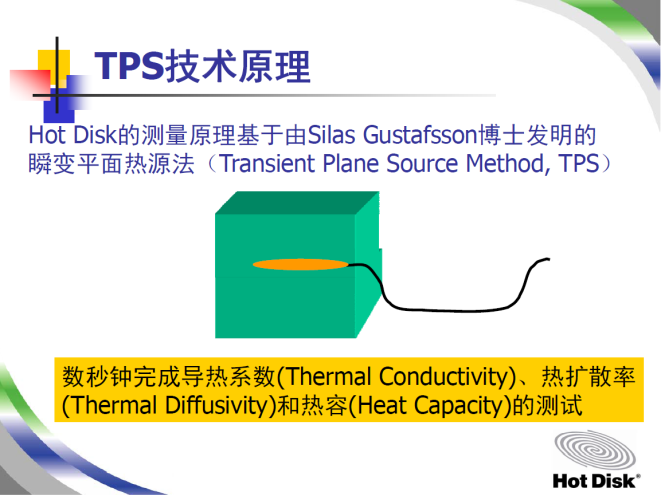 TPS技术原理
Hot Disk的测量原理基于由Silas Gustafsson博士发明的
瞬变平面热源法（Transient Plane Source Method, TPS）
数秒钟完成导热系数(Thermal Conductivity)、热扩散率
(Thermal Diffusivity)和热容(Heat Capacity)的测试
Hot Disk®